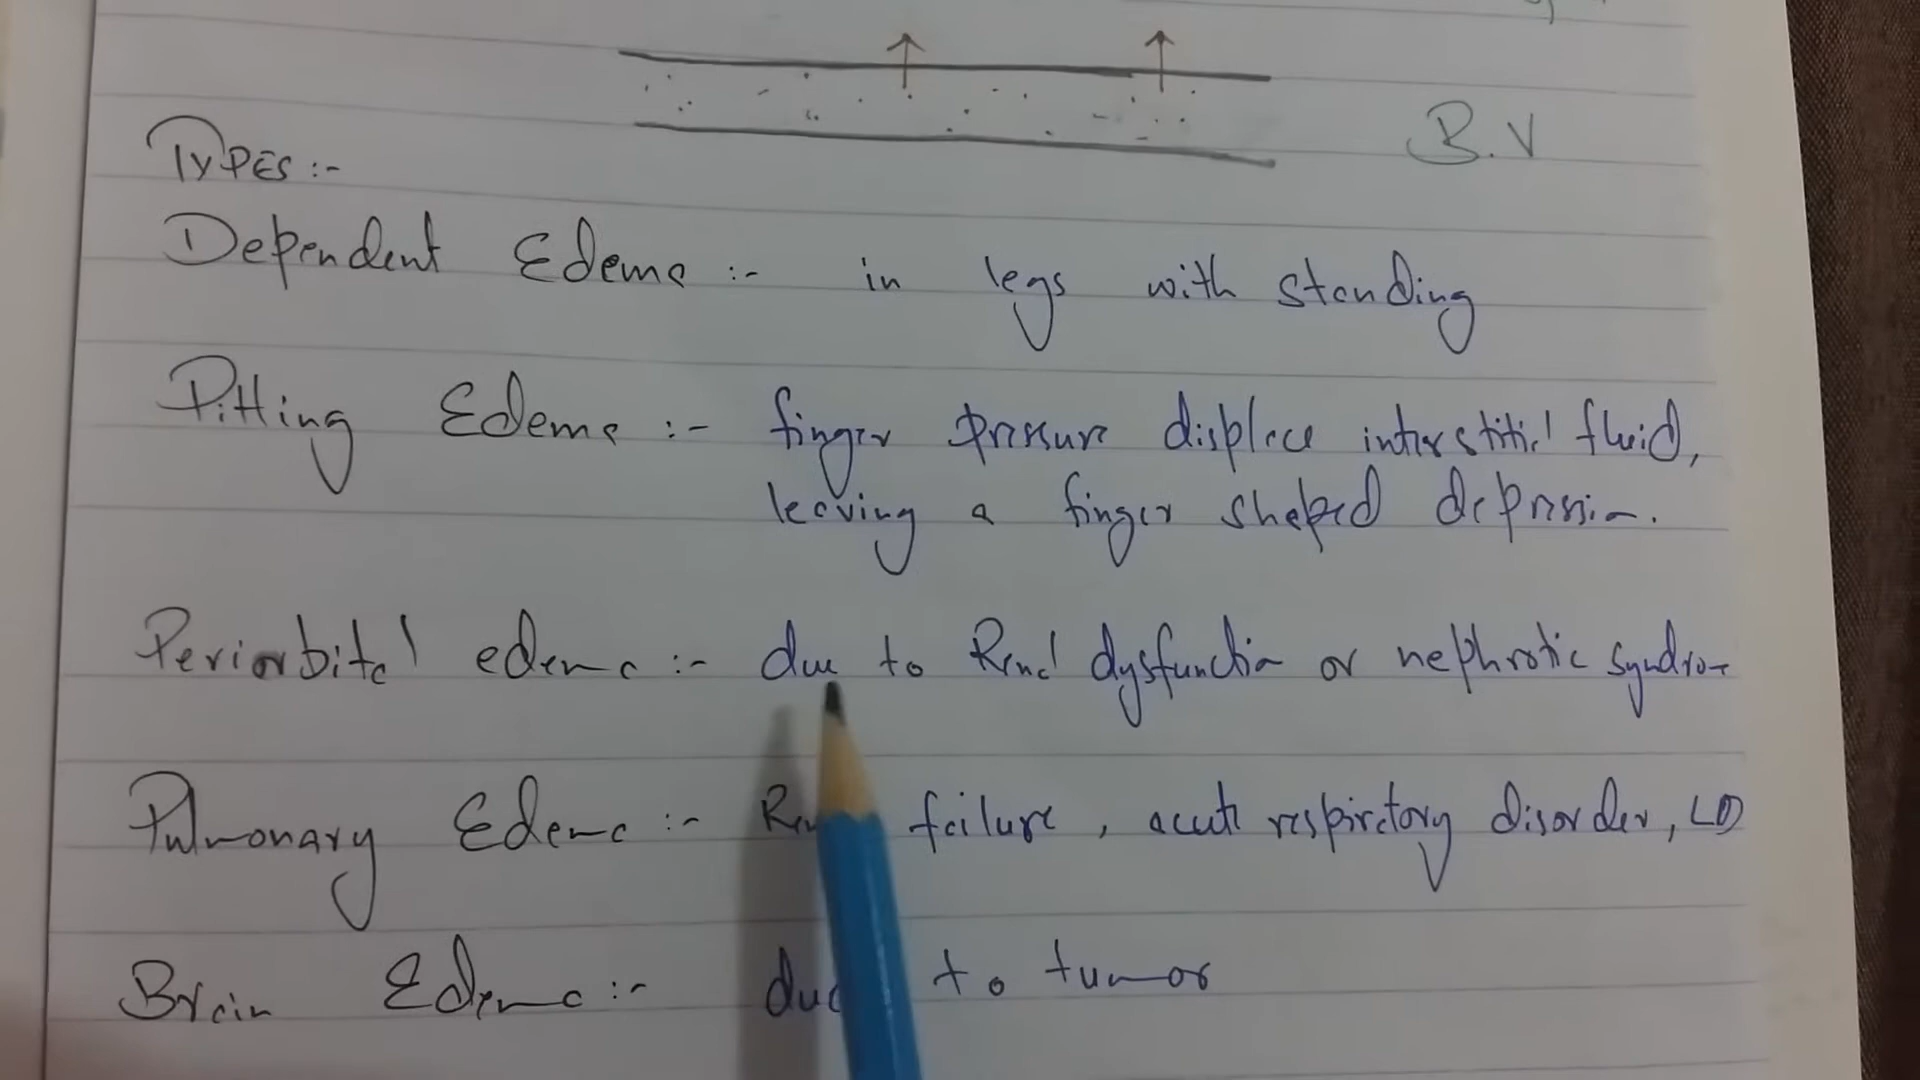 B.V
TYPES :-
Dependent Edema :- in legs with standing
Pitting Edema :- finger pressure displace interstitial fluid,
leaving a finger shaped depression.
Periorbital edema :- due to Renal dysfunction or nephrotic syndrome
Pulmonary Edema :- failure, acute respiratory disorder,
Brain Edema :- due to tumor